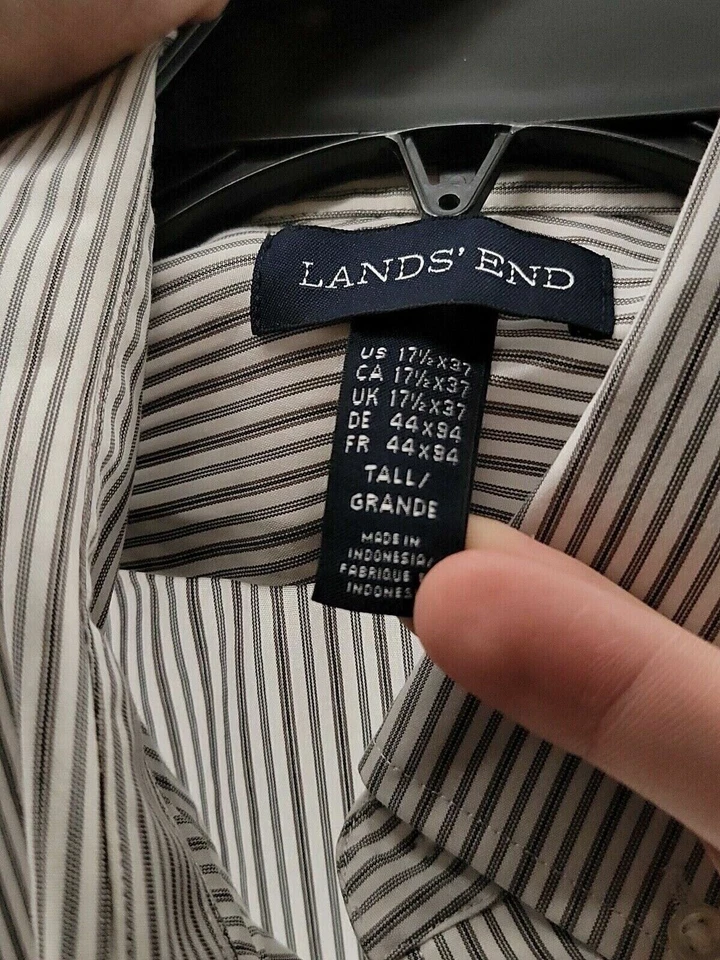 LANDS' END
US 17½X37
CA 17½X37
UK 17½X37
DE 44X94
FR 44X94
TALL/
GRANDE
MADE IN
INDONESIA/
FABRIQUE